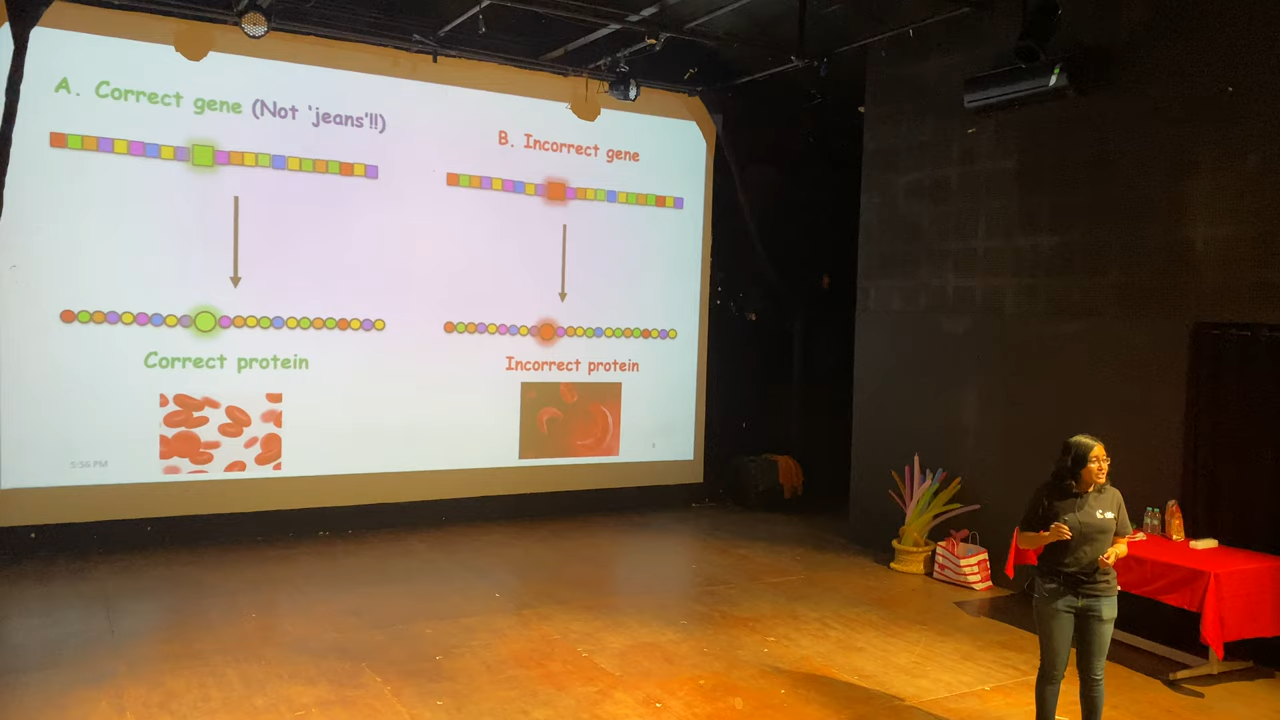 A. Correct gene (Not 'jeans'!!)
B. Incorrect gene
Correct protein
Incorrect protein
5:56 PM